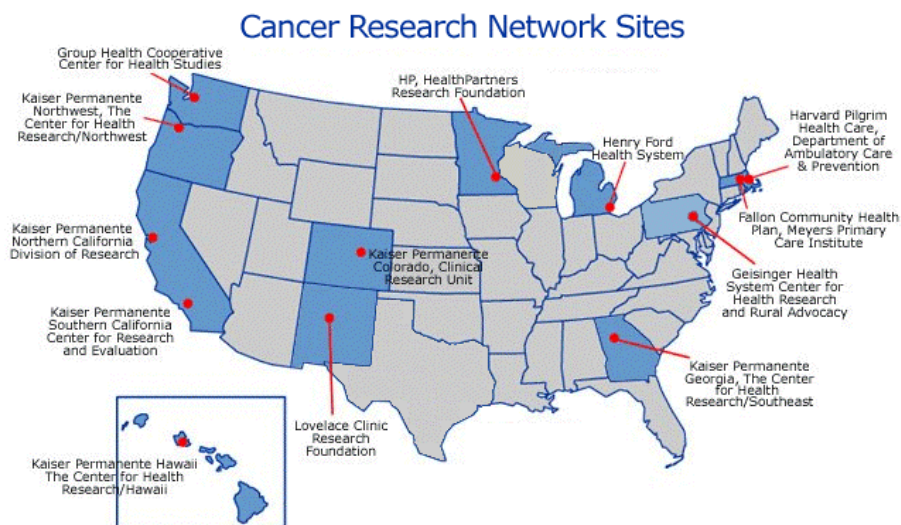 Cancer Research Network Sites
Group Health Cooperative
Center for Health Studies
Kaiser Permanente
Northwest, The
Center for Health
Research/Northwest
HP, HealthPartners
Research Foundation
Henry Ford
Health System
Harvard Pilgrim
Health Care,
Department of
Ambulatory Care
& Prevention
Fallon Community Health
Plan, Meyers Primary
Care Institute
Geisinger Health
System Center for
Health Research
and Rural Advocacy
Kaiser Permanente
Northern California
Division of Research
Kaiser Permanente
Colorado, Clinical
Research Unit
Kaiser Permanente
Southern California
Center for Research
and Evaluation
Kaiser Permanente
Georgia, The Center
for Health
Research/Southeast
Lovelace Clinic
Research
Foundation
Kaiser Permanente Hawaii
The Center for Health
Research/Hawaii